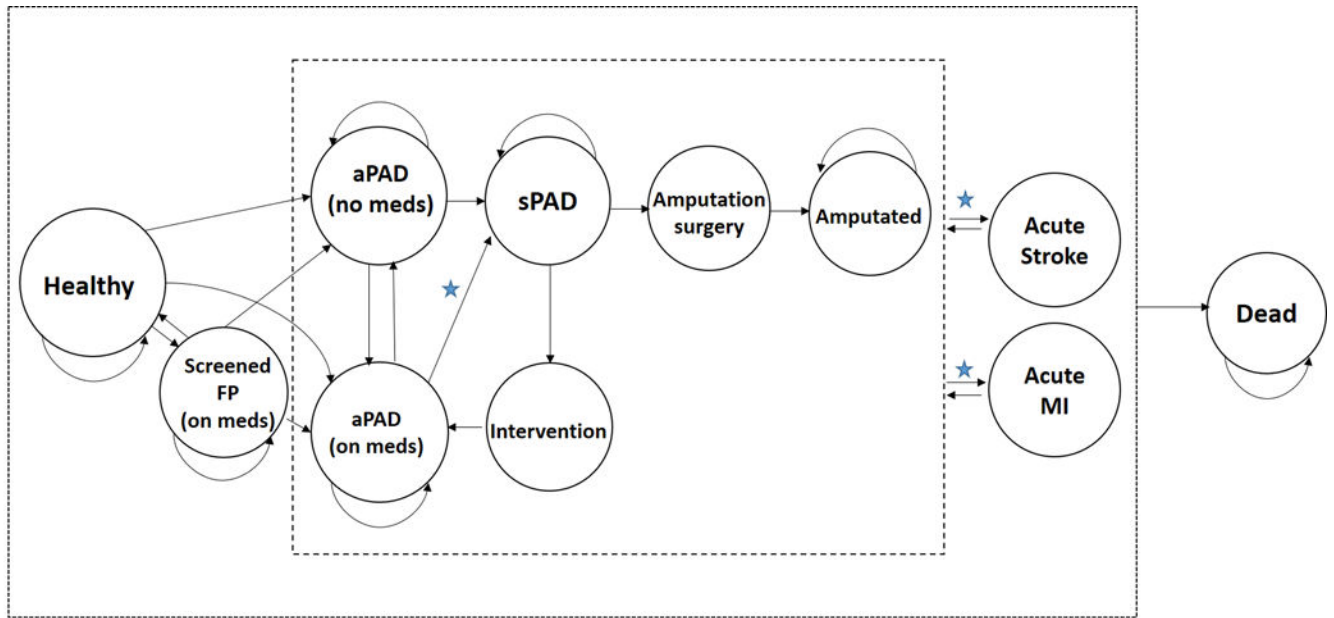 aPAD
(no meds)
sPAD
Amputation
surgery
Amputated
Acute
Stroke
Healthy
Dead
Screened
FP
(on meds)
aPAD
(on meds)
Intervention
Acute
MI